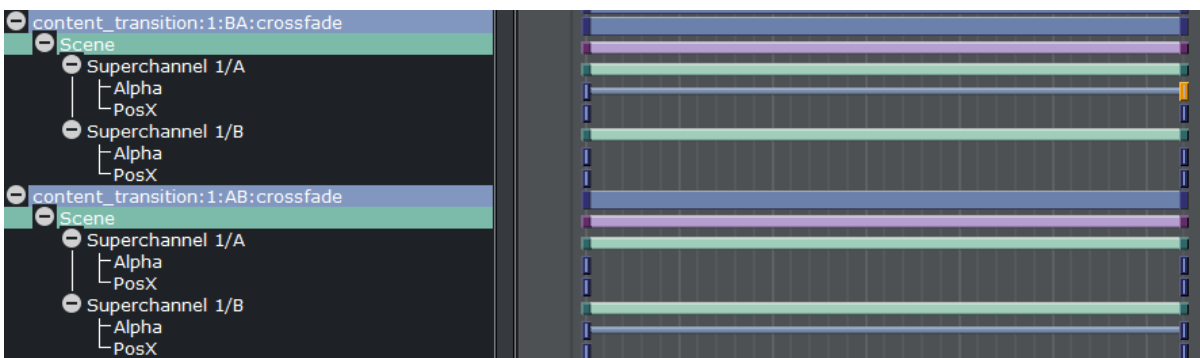 content_transition:1:BA:crossfade
Scene
Superchannel 1/A
Alpha
PosX
Superchannel 1/B
Alpha
PosX
content_transition:1:AB:crossfade
Scene
Superchannel 1/A
Alpha
PosX
Superchannel 1/B
Alpha
PosX